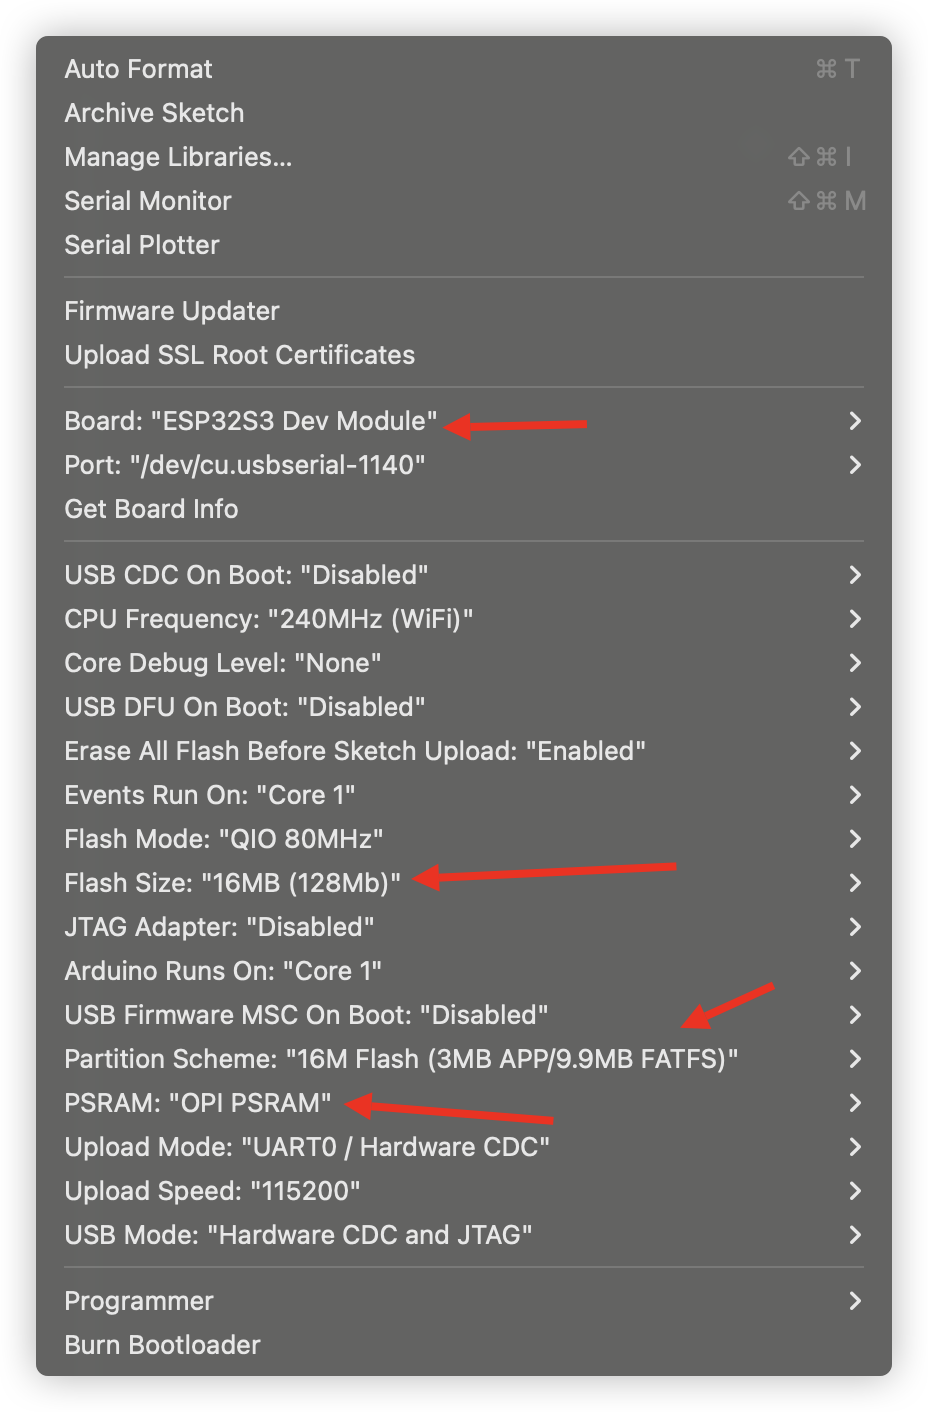 Auto Format ⌘ T
Archive Sketch
Manage Libraries... ⇧ ⌘ I
Serial Monitor ⇧ ⌘ M
Serial Plotter
Firmware Updater
Upload SSL Root Certificates
Board: "ESP32S3 Dev Module"
Port: "/dev/cu.usbserial-1140"
Get Board Info
USB CDC On Boot: "Disabled"
CPU Frequency: "240MHz (WiFi)"
Core Debug Level: "None"
USB DFU On Boot: "Disabled"
Erase All Flash Before Sketch Upload: "Enabled"
Events Run On: "Core 1"
Flash Mode: "QIO 80MHz"
Flash Size: "16MB (128Mb)"
JTAG Adapter: "Disabled"
Arduino Runs On: "Core 1"
USB Firmware MSC On Boot: "Disabled"
Partition Scheme: "16M Flash (3MB APP/9.9MB FATFS)"
PSRAM: "OPI PSRAM"
Upload Mode: "UART0 / Hardware CDC"
Upload Speed: "115200"
USB Mode: "Hardware CDC and JTAG"
Programmer
Burn Bootloader